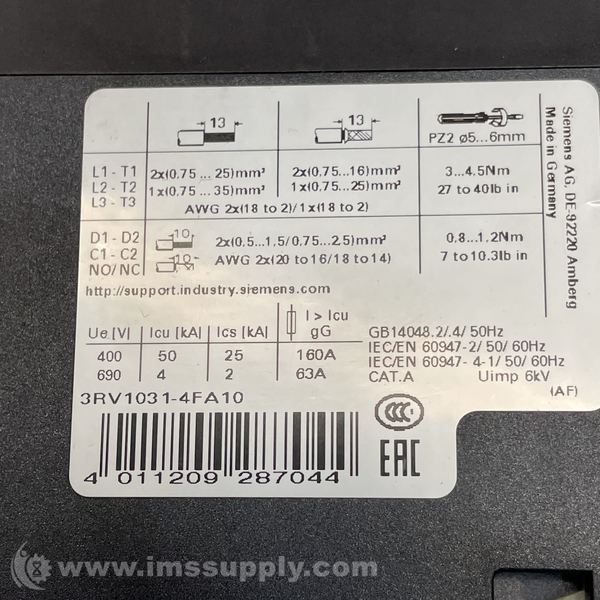 13
13
PZ2 ø5...6mm
L1 - T1
L2 - T2
L3 - T3
2x(0.75 ... 25)mm²
1x(0.75 ... 35)mm²
2x(0.75...16)mm²
1x(0.75...25)mm²
AWG 2x(18 to 2)/1x(18 to 2)
3...4.5Nm
27 to 40lb in
D1 - D2
C1 - C2
NO/NC
10
10
2x(0.5...1.5/0.75...2.5)mm²
AWG 2x(20 to 16/18 to 14)
0.8...1.2Nm
7 to 10.3lb in
http://support.industry.siemens.com
Ue [V] Icu [kA] Ics [kA] I > Icu gG
400 50 25 160A
690 4 2 63A
GB14048.2/.4/ 50Hz
IEC/EN 60947-2/ 50/ 60Hz
IEC/EN 60947- 4-1/ 50/ 60Hz
CAT.A Uimp 6kV
(AF)
3RV1031-4FA10
4 011209 287044
CCC
EAC
Siemens AG, DE-92220 Amberg
Made in Germany
www.imssupply.com